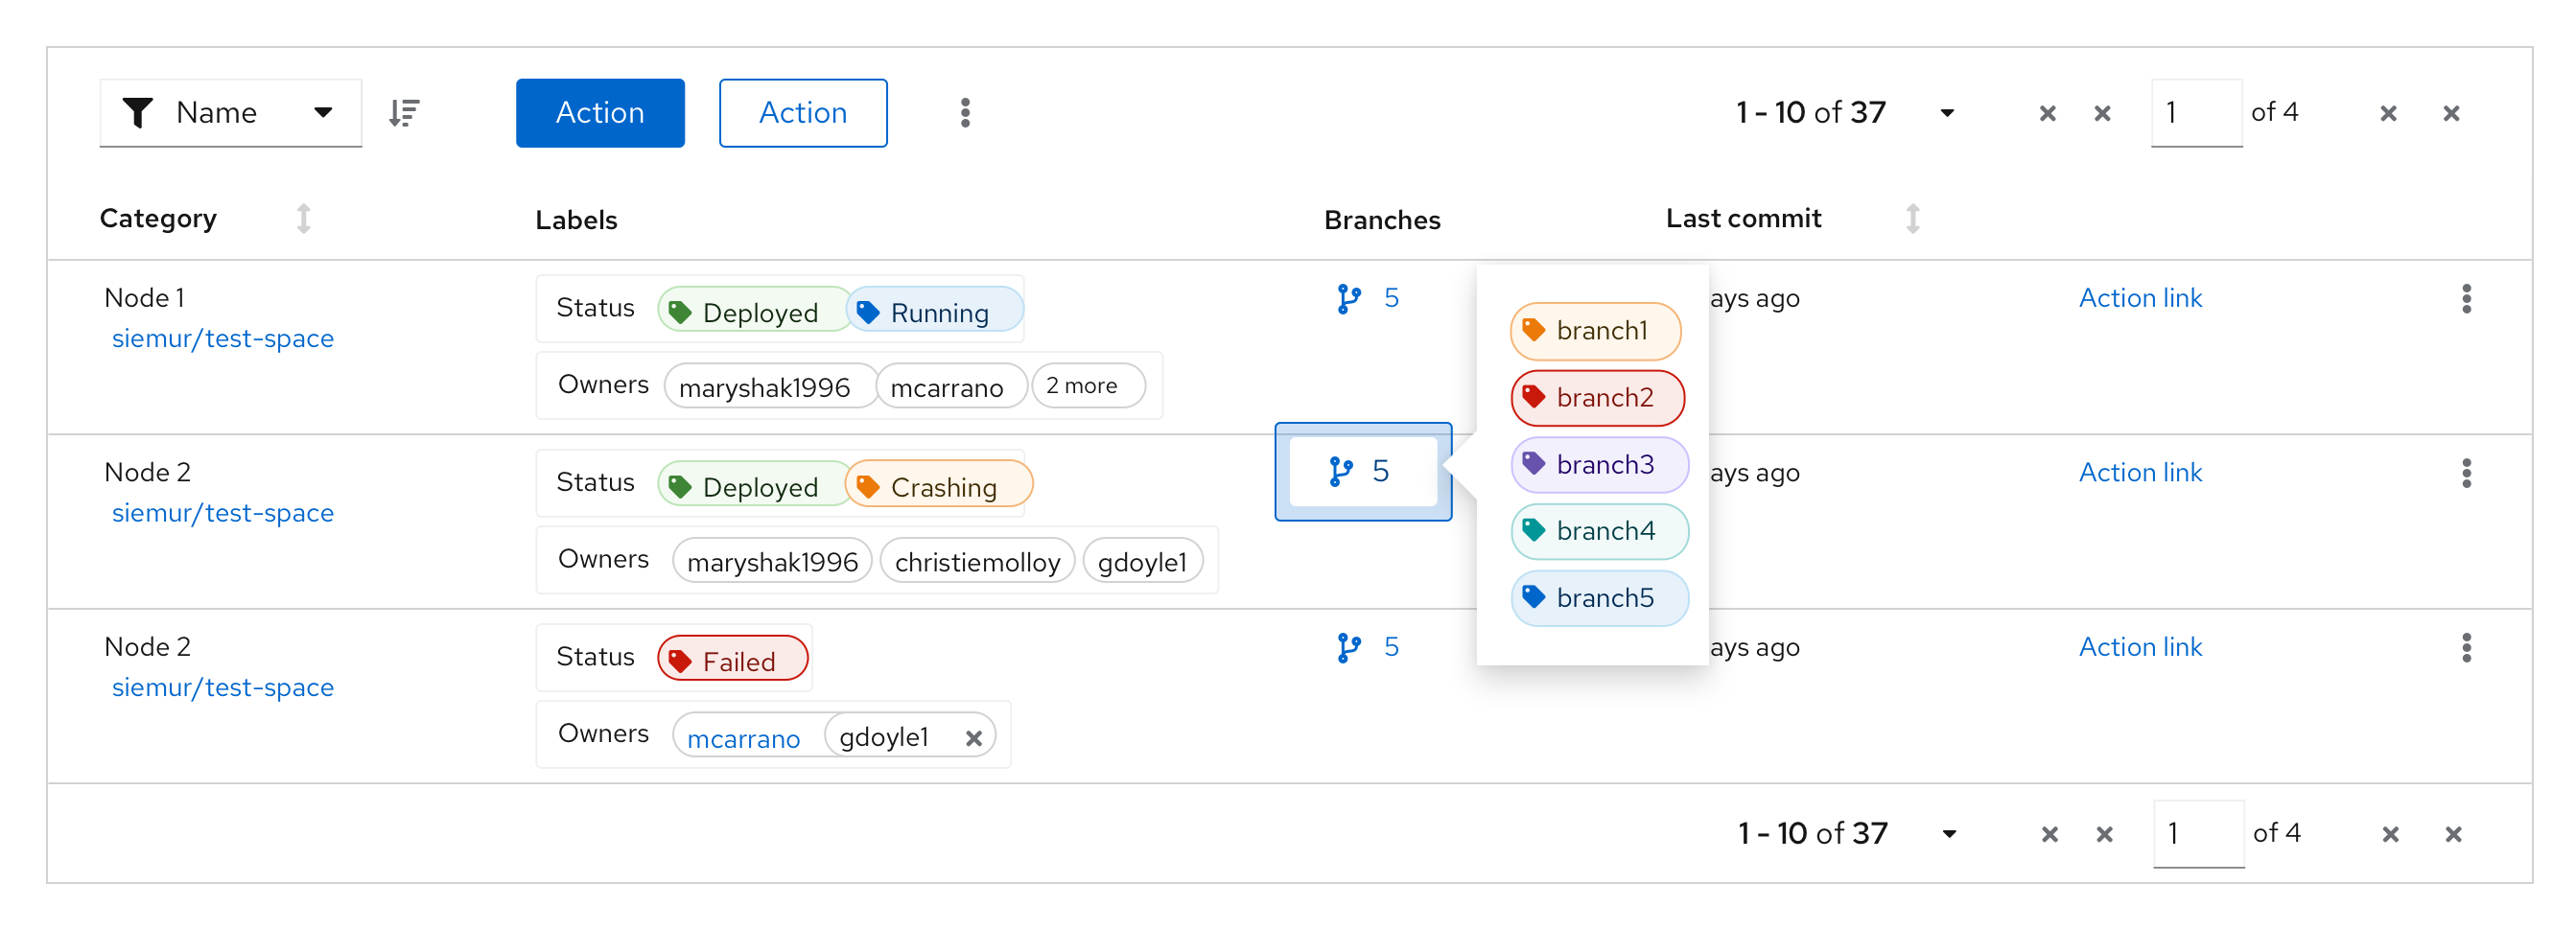 Name Action Action 1 - 10 of 37 1 of 4
Category Labels Branches Last commit
Node 1 Status Deployed Running 5 ays ago Action link
siemur/test-space
Owners maryshak1996 mcarrano 2 more
Node 2 Status Deployed Crashing 5 ays ago Action link
siemur/test-space
Owners maryshak1996 christiemolloy gdoyle1
Node 2 Status Failed 5 ays ago Action link
siemur/test-space
Owners mcarrano gdoyle1
branch1
branch2
branch3
branch4
branch5
1 - 10 of 37 1 of 4